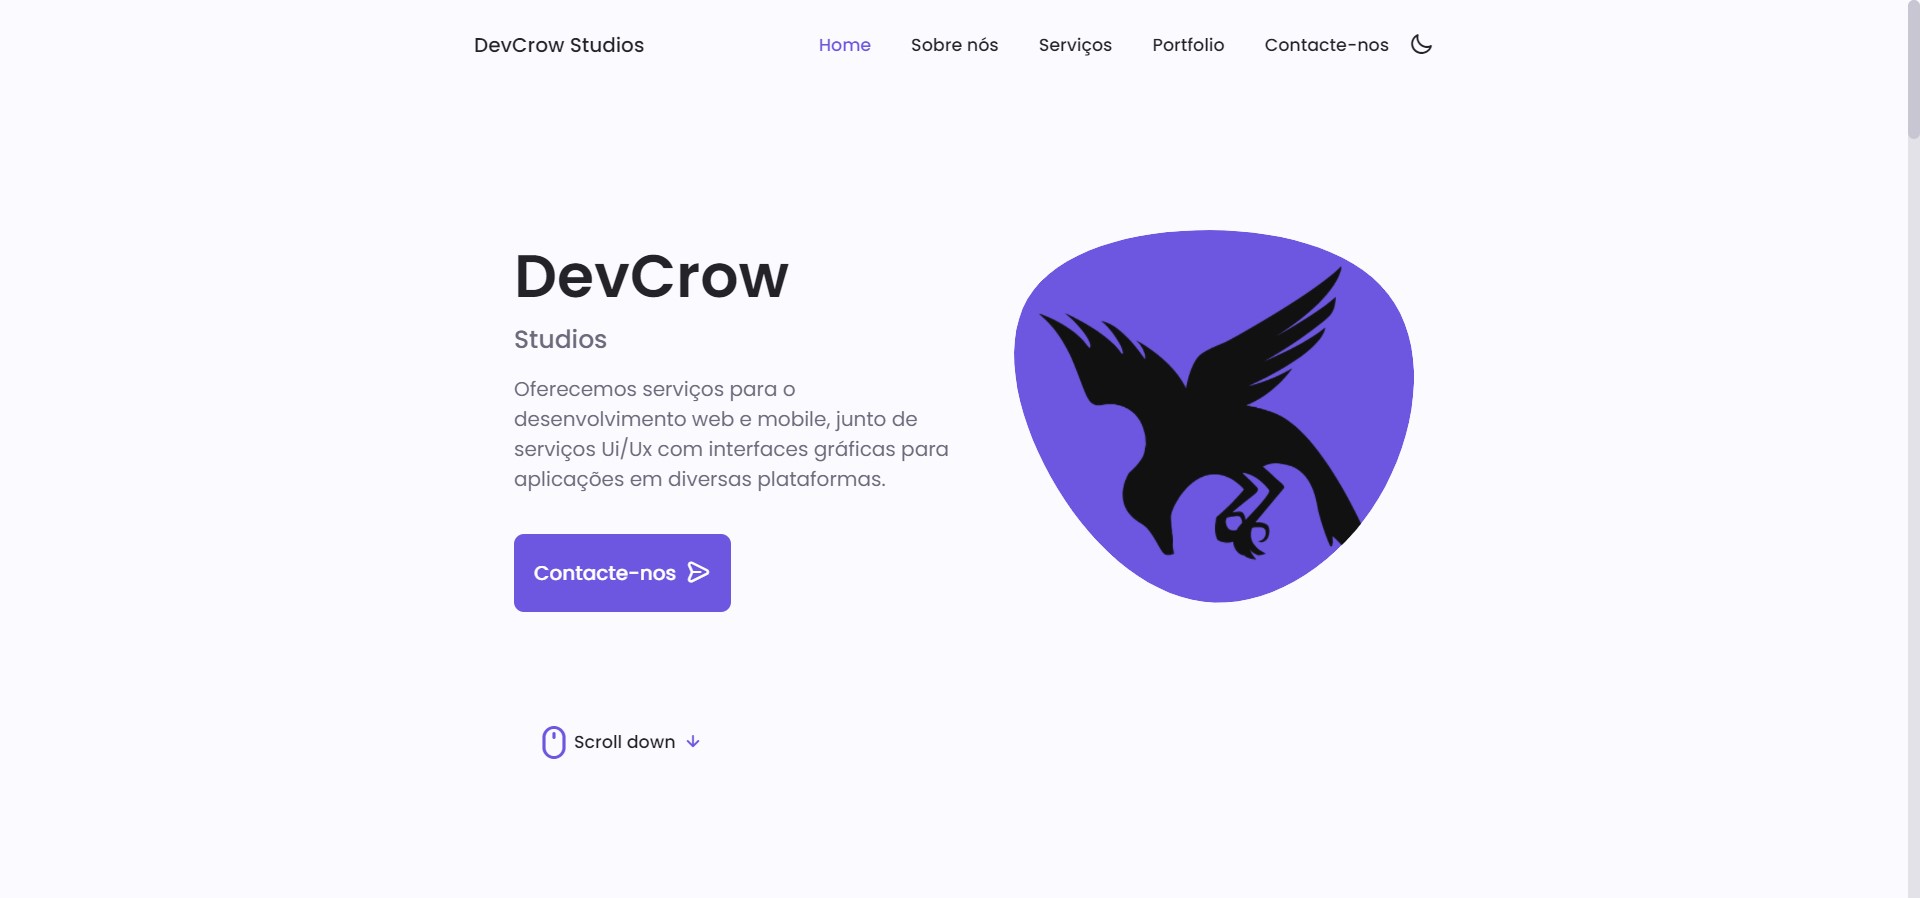 DevCrow Studios
Home
Sobre nós
Serviços
Portfolio
Contacte-nos
DevCrow
Studios
Oferecemos serviços para o
desenvolvimento web e mobile, junto de
serviços Ui/Ux com interfaces gráficas para
aplicações em diversas plataformas.
Contacte-nos
Scroll down